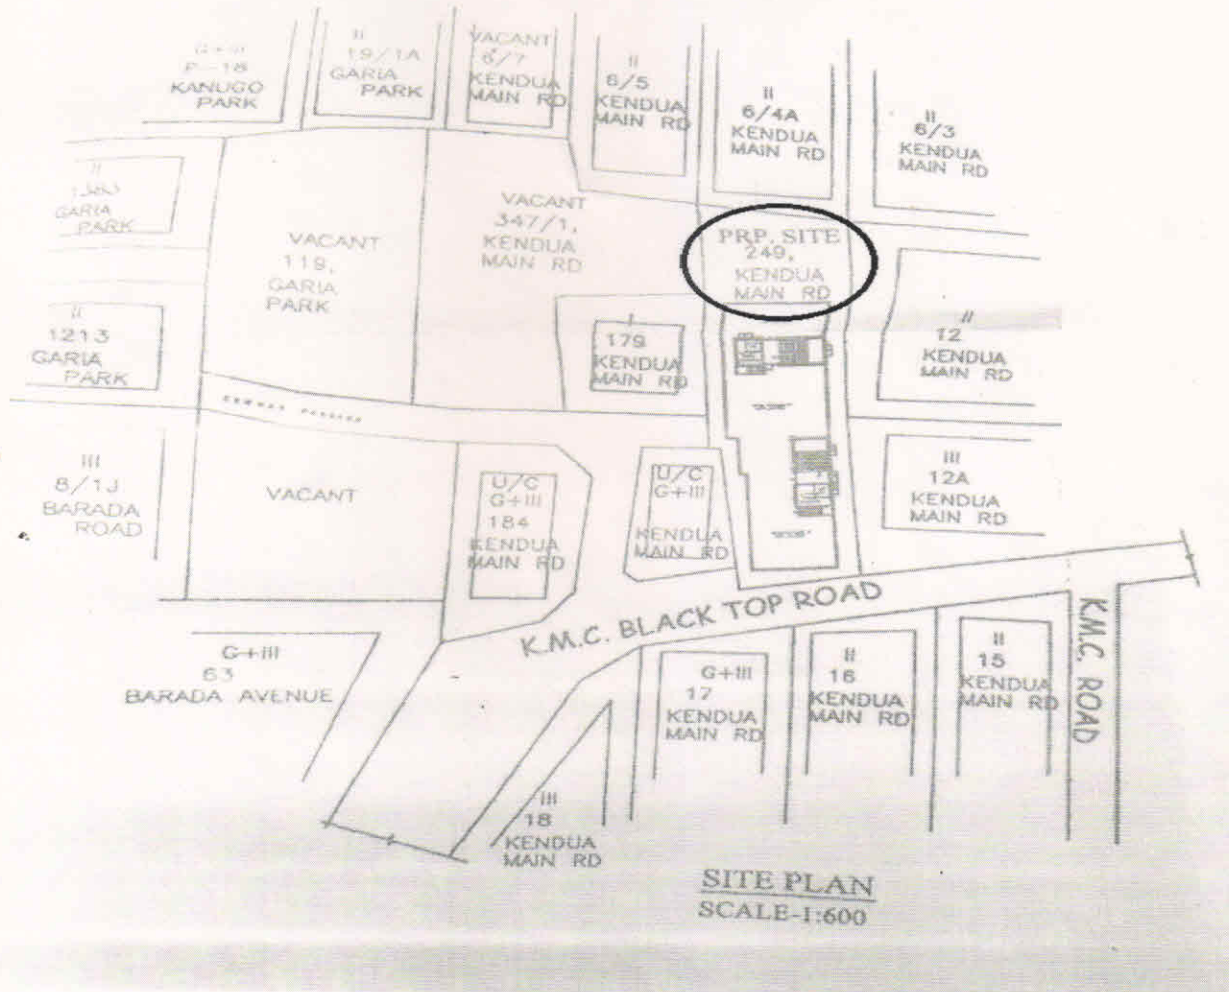 G+III
P-18
KANUGO
PARK
II
19/1A
GARIA
PARK
VACANT
6/7
KENDUA
MAIN RD
II
6/5
KENDUA
MAIN RD
II
6/4A
KENDUA
MAIN RD
II
6/3
KENDUA
MAIN RD
II
GARIA
PARK
VACANT
119,
GARIA
PARK
VACANT
347/1,
KENDUA
MAIN RD
PRP. SITE
249,
KENDUA
MAIN RD
II
1213
GARIA
PARK
I
179
KENDUA
MAIN RD
II
12
KENDUA
MAIN RD
III
8/1J
BARADA
ROAD
VACANT
U/C
G+III
184
KENDUA
MAIN RD
U/C
G+III
KENDUA
MAIN RD
III
12A
KENDUA
MAIN RD
K.M.C. BLACK TOP ROAD
K.M.C. ROAD
G+III
63
BARADA AVENUE
G+III
17
KENDUA
MAIN RD
II
16
KENDUA
MAIN RD
II
15
KENDUA
MAIN RD
III
18
KENDUA
MAIN RD
SITE PLAN
SCALE-1:600